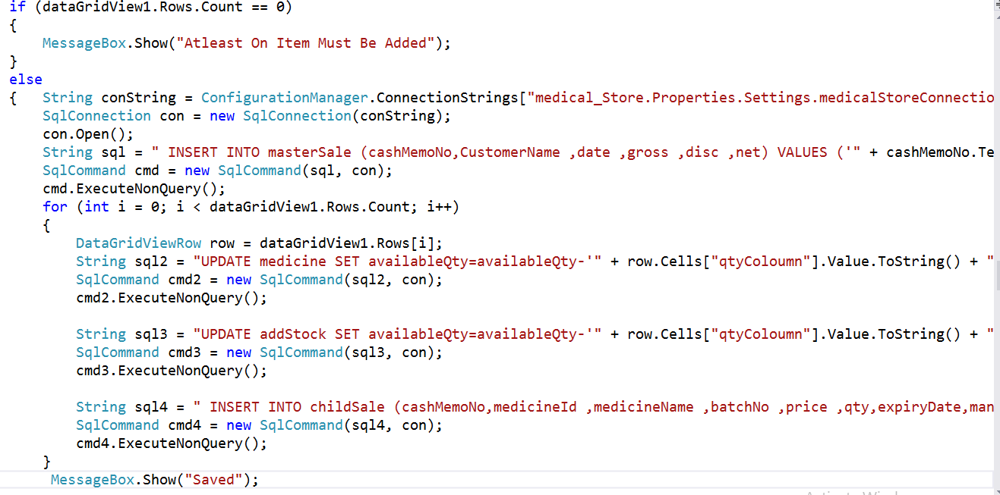 if (dataGridView1.Rows.Count == 0)
{
MessageBox.Show("Atleast On Item Must Be Added");
}
else
{ String conString = ConfigurationManager.ConnectionStrings["medical_Store.Properties.Settings.medicalStoreConnectio
SqlConnection con = new SqlConnection(conString);
con.Open();
String sql = " INSERT INTO masterSale (cashMemoNo,CustomerName ,date ,gross ,disc ,net) VALUES ('" + cashMemoNo.Te
SqlCommand cmd = new SqlCommand(sql, con);
cmd.ExecuteNonQuery();
for (int i = 0; i < dataGridView1.Rows.Count; i++)
{
DataGridViewRow row = dataGridView1.Rows[i];
String sql2 = "UPDATE medicine SET availableQty=availableQty-'" + row.Cells["qtyColoumn"].Value.ToString() + "
SqlCommand cmd2 = new SqlCommand(sql2, con);
cmd2.ExecuteNonQuery();
String sql3 = "UPDATE addStock SET availableQty=availableQty-'" + row.Cells["qtyColoumn"].Value.ToString() + "
SqlCommand cmd3 = new SqlCommand(sql3, con);
cmd3.ExecuteNonQuery();
String sql4 = " INSERT INTO childSale (cashMemoNo,medicineId ,medicineName ,batchNo ,price ,qty,expiryDate,man
SqlCommand cmd4 = new SqlCommand(sql4, con);
cmd4.ExecuteNonQuery();
}
MessageBox.Show("Saved");